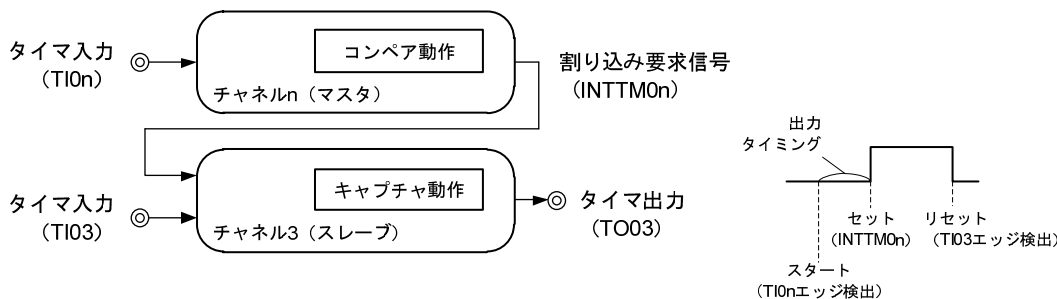 タイマ入力
(TI0n)
コンペア動作
チャネルn（マスタ）
割り込み要求信号
(INTTM0n)
タイマ入力
(TI03)
キャプチャ動作
チャネル3（スレーブ）
タイマ出力
(TO03)
出力
タイミング
セット
(INTTM0n)
リセット
(TI03エッジ検出)
スタート
(TI0nエッジ検出)